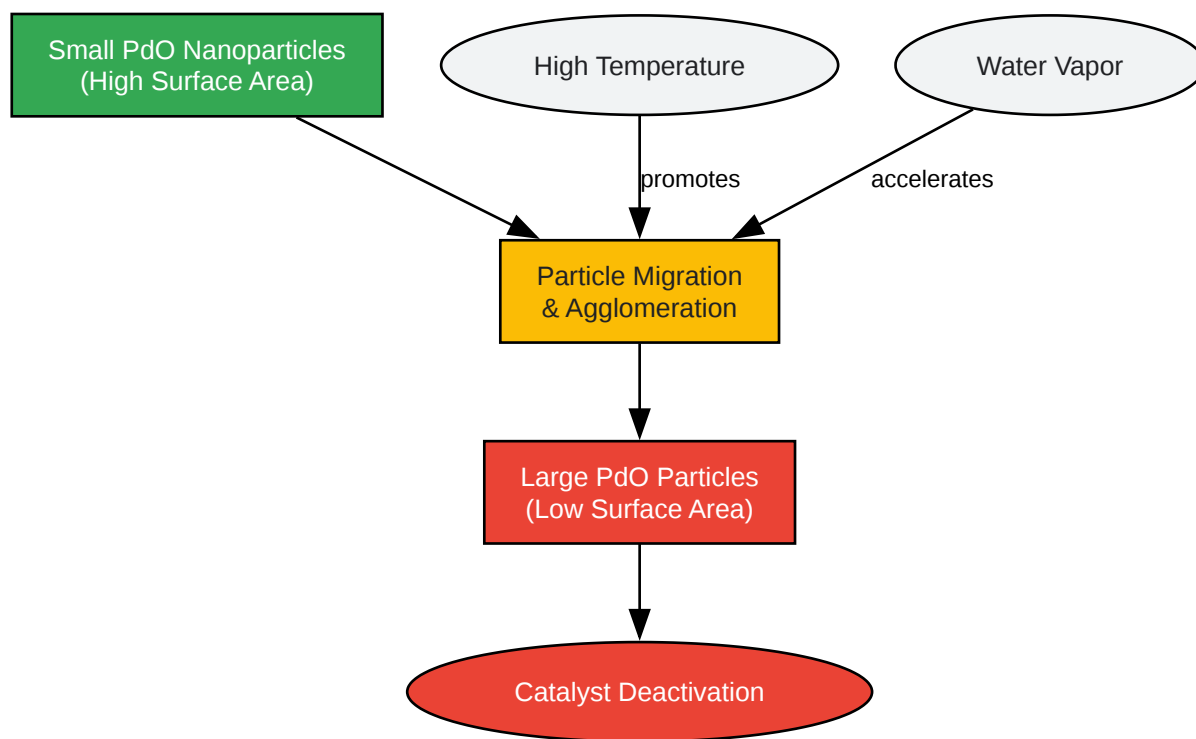 Small PdO Nanoparticles
(High Surface Area)
High Temperature
Water Vapor
promotes
accelerates
Particle Migration
& Agglomeration
Large PdO Particles
(Low Surface Area)
Catalyst Deactivation